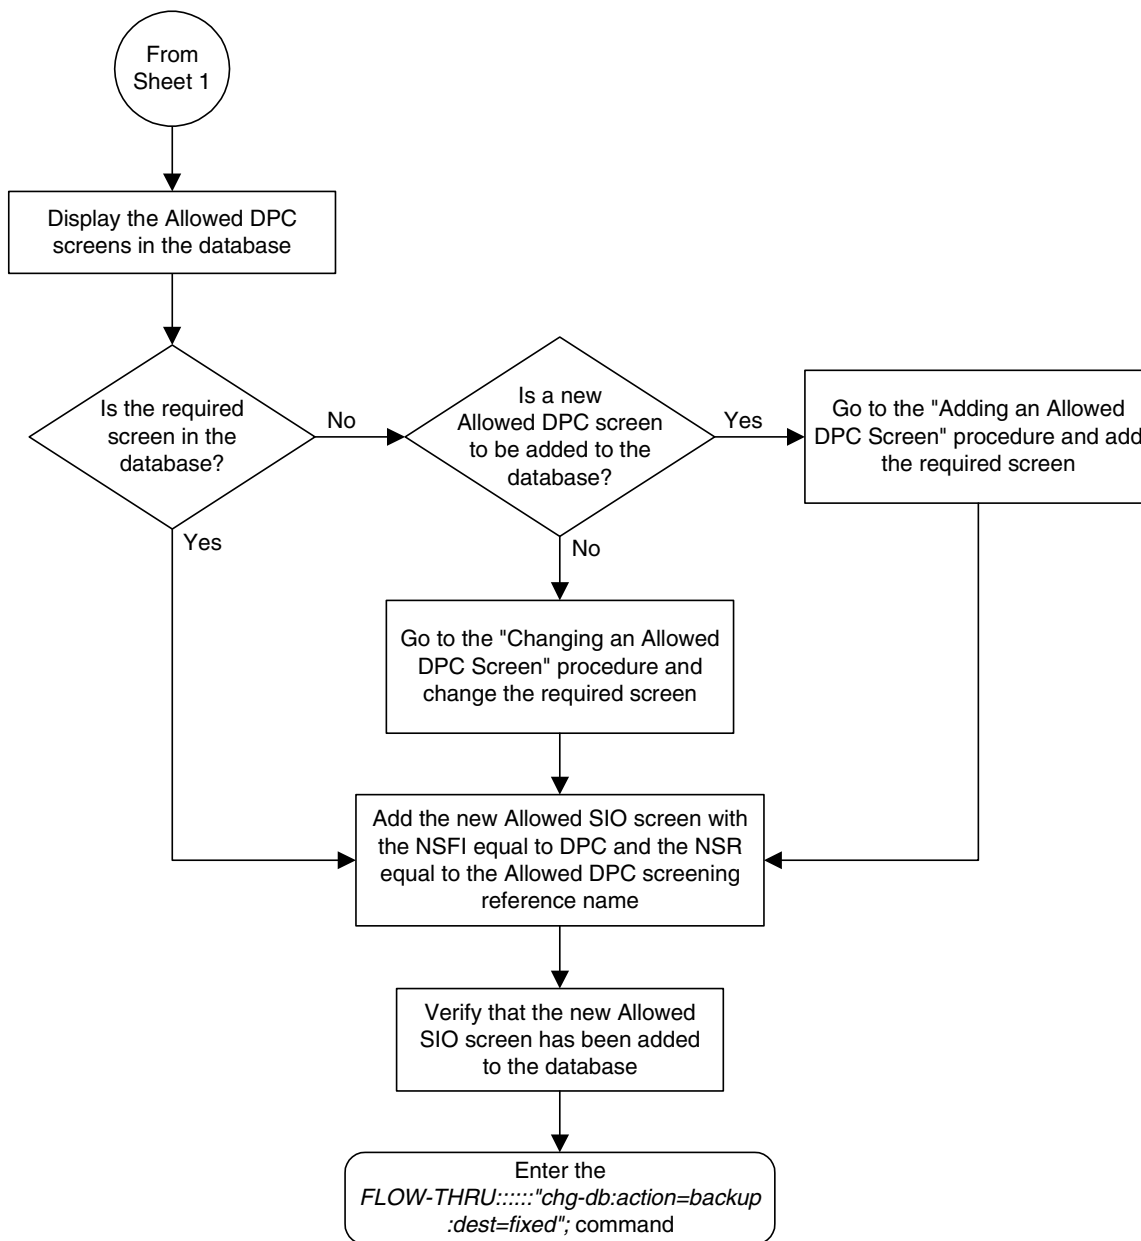 From
Sheet 1
Display the Allowed DPC
screens in the database
Is the required
screen in the
database?
No
Yes
Is a new
Allowed DPC screen
to be added to the
database?
Yes
No
Go to the "Adding an Allowed
DPC Screen" procedure and add
the required screen
Go to the "Changing an Allowed
DPC Screen" procedure and
change the required screen
Add the new Allowed SIO screen with
the NSFI equal to DPC and the NSR
equal to the Allowed DPC screening
reference name
Verify that the new Allowed
SIO screen has been added
to the database
Enter the
FLOW-THRU::::::"chg-db:action=backup
:dest=fixed"; command